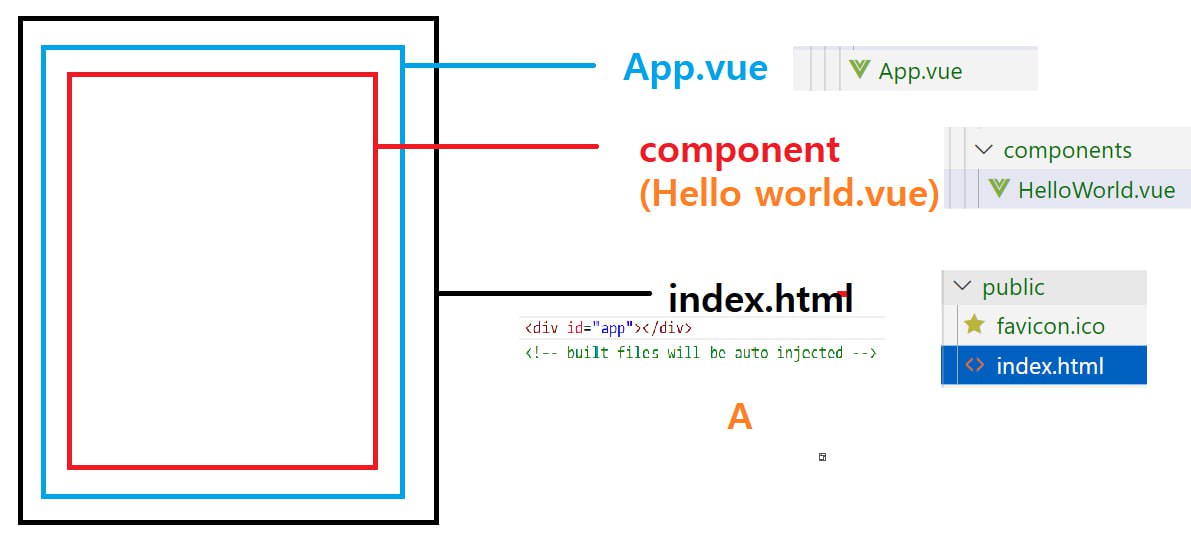 App.vue
App.vue
component
(Hello world.vue)
components
HelloWorld.vue
index.html
<div id="app"></div>
<!-- built files will be auto injected -->
public
favicon.ico
index.html
A